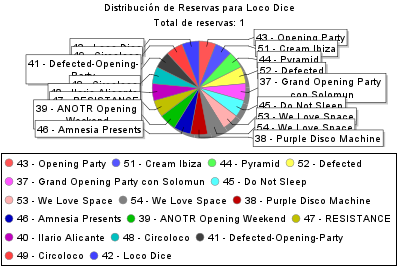 Distribución de Reservas para Loco Dice
Total de reservas: 1
43 - Opening Party
51 - Cream Ibiza
44 - Pyramid
52 - Defected
37 - Grand Opening Party
con Solomun
45 - Do Not Sleep
53 - We Love Space
54 - We Love Space
38 - Purple Disco Machine
41 - Defected-Opening-
Party
47 - RESISTANCE
39 - ANOTR Opening
Weekend
46 - Amnesia Presents
43 - Opening Party 51 - Cream Ibiza 44 - Pyramid 52 - Defected
37 - Grand Opening Party con Solomun 45 - Do Not Sleep
53 - We Love Space 54 - We Love Space 38 - Purple Disco Machine
46 - Amnesia Presents 39 - ANOTR Opening Weekend 47 - RESISTANCE
40 - Ilario Alicante 48 - Circoloco 41 - Defected-Opening-Party
49 - Circoloco 42 - Loco Dice